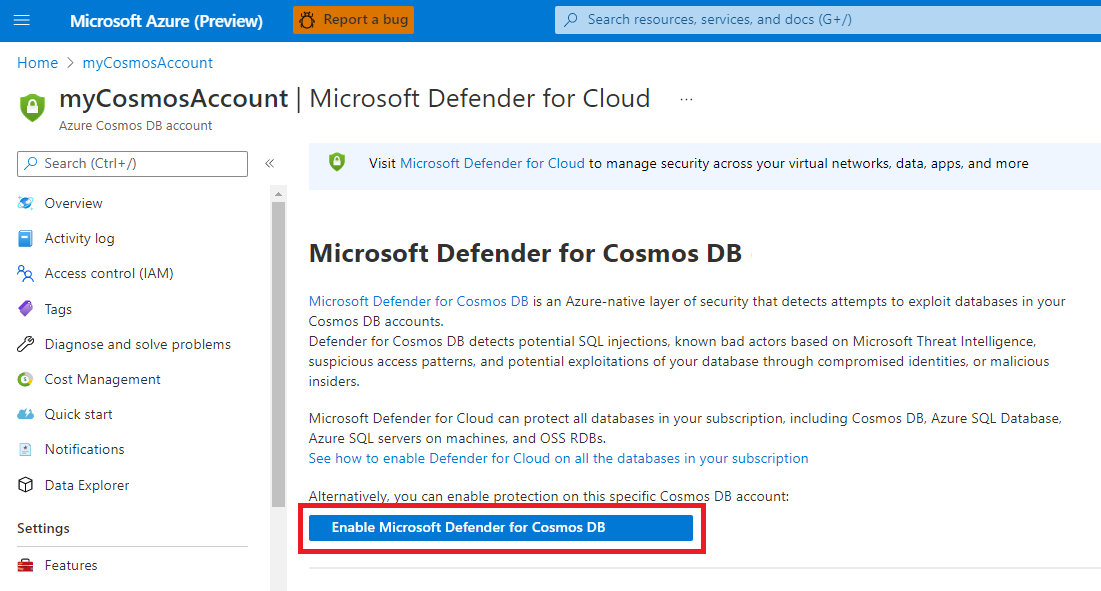 Microsoft Azure (Preview)
Report a bug
Search resources, services, and docs (G+/)
Home > myCosmosAccount
myCosmosAccount | Microsoft Defender for Cloud ...
Azure Cosmos DB account
Search (Ctrl+/)
«
Overview
Activity log
Access control (IAM)
Tags
Diagnose and solve problems
Cost Management
Quick start
Notifications
Data Explorer
Settings
Features
Visit Microsoft Defender for Cloud to manage security across your virtual networks, data, apps, and more
Microsoft Defender for Cosmos DB
Microsoft Defender for Cosmos DB is an Azure-native layer of security that detects attempts to exploit databases in your
Cosmos DB accounts.
Defender for Cosmos DB detects potential SQL injections, known bad actors based on Microsoft Threat Intelligence,
suspicious access patterns, and potential exploitations of your database through compromised identities, or malicious
insiders.
Microsoft Defender for Cloud can protect all databases in your subscription, including Cosmos DB, Azure SQL Database,
Azure SQL servers on machines, and OSS RDBs.
See how to enable Defender for Cloud on all the databases in your subscription
Alternatively, you can enable protection on this specific Cosmos DB account:
Enable Microsoft Defender for Cosmos DB